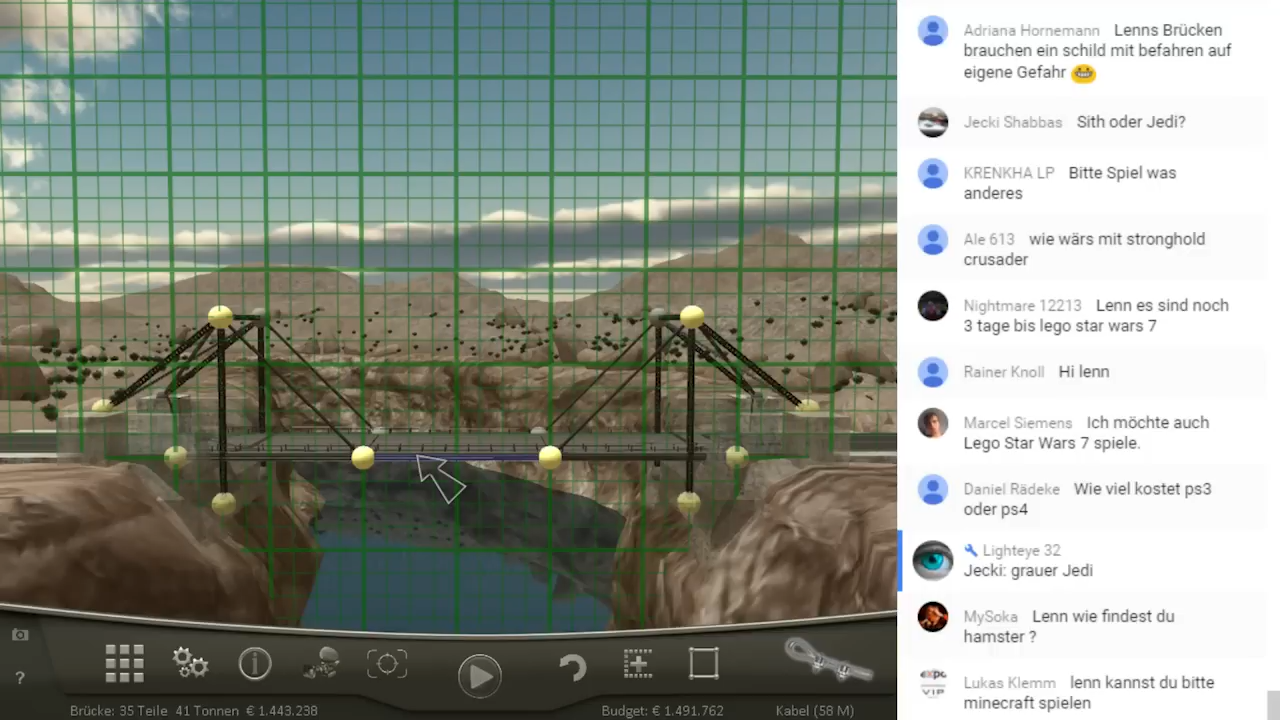 Adriana Hornemann Lenns Brücken
brauchen ein schild mit befahren auf
eigene Gefahr
Jecki Shabbas Sith oder Jedi?
KRENKHA LP Bitte Spiel was
anderes
Ale 613 wie wärs mit stronghold
crusader
Nightmare 12213 Lenn es sind noch
3 tage bis lego star wars 7
Rainer Knoll Hi lenn
Marcel Siemens Ich möchte auch
Lego Star Wars 7 spiele.
Daniel Rädeke Wie viel kostet ps3
oder ps4
Lighteye 32
Jecki: grauer Jedi
MySoka Lenn wie findest du
hamster ?
expo
VIP
Lukas Klemm lenn kannst du bitte
minecraft spielen
?
Brücke: 35 Teile 41 Tonnen € 1.443.238
Budget: € 1.491.762
Kabel (58 M)